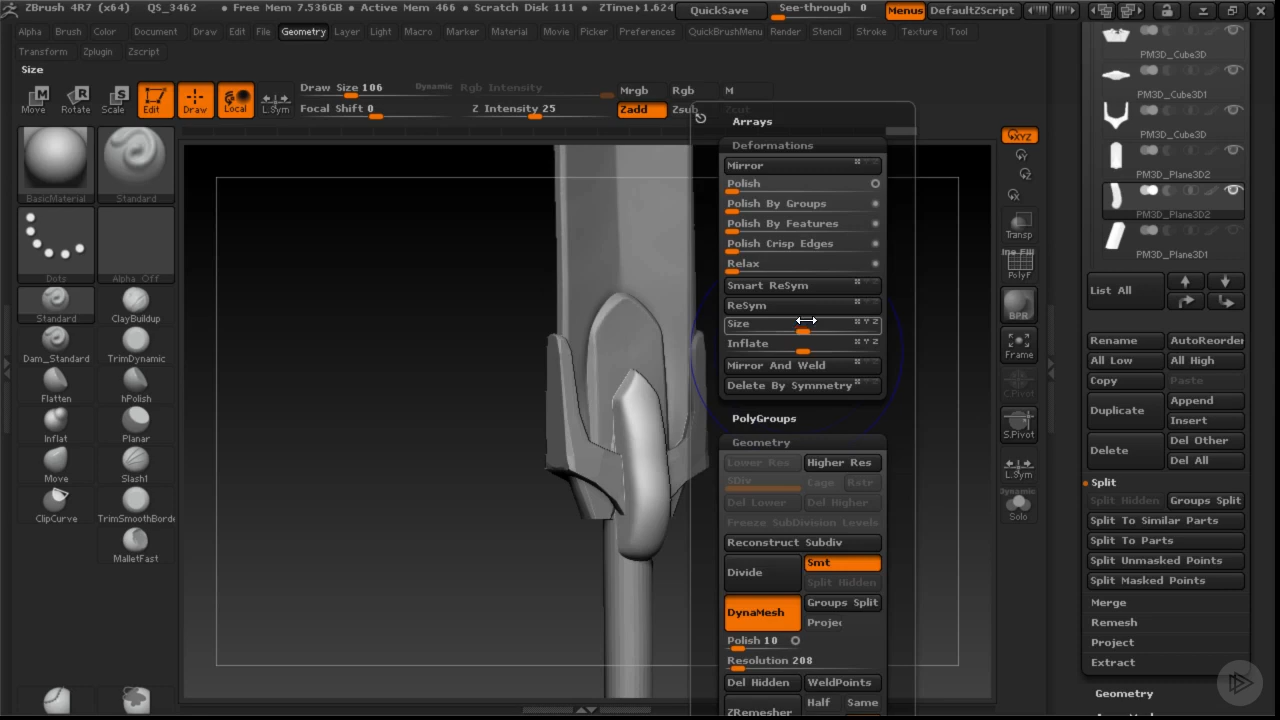 ZBrush 4R7 (x64) QS_3462 • Free Mem 7.536GB • Active Mem 466 • Scratch Disk 111 • ZTime▸1.624 QuickSave See-through 0 Menus DefaultZScript
Alpha Brush Color Document Draw Edit File Geometry Layer Light Macro Marker Material Movie Picker Preferences QuickBrushMenu Render Stencil Stroke Texture Tool
Transform Zplugin Zscript
Size
Move Rotate Scale Edit Draw Local L.Sym
Draw Size 106 Dynamic Rgb Intensity Mrgb Rgb M
Focal Shift 0 Z Intensity 25 Zadd Zsub Zcut
BasicMaterial Standard
Dots Alpha_Off
Standard ClayBuildup
Dam_Standard TrimDynamic
Flatten hPolish
Inflat Planar
Move Slash1
ClipCurve TrimSmoothBorde
MalletFast
Arrays
Deformations
Mirror
Polish
Polish By Groups
Polish By Features
Polish Crisp Edges
Relax
Smart ReSym
ReSym
Size
Inflate
Mirror And Weld
Delete By Symmetry
PolyGroups
Geometry
Lower Res Higher Res
SDiv Cage Rstr
Del Lower Del Higher
Freeze SubDivision Levels
Reconstruct Subdiv
Divide Smt
Split Hidden
DynaMesh Groups Split
Projec
Polish 10
Resolution 208
Del Hidden WeldPoints
ZRemesher Half Same
XYZ
Y
Z
X
Transp
Line Fill
PolyF
BPR
Frame
C.Pivot
S.Pivot
L.Sym
Dynamic
Solo
PM3D_Cube3D
PM3D_Cube3D1
PM3D_Cube3D
PM3D_Plane3D2
PM3D_Plane3D2
PM3D_Plane3D1
List All
Rename AutoReorder
All Low All High
Copy Paste
Duplicate Append
Insert
Delete Del Other
Del All
Split
Split Hidden Groups Split
Split To Similar Parts
Split To Parts
Split Unmasked Points
Split Masked Points
Merge
Remesh
Project
Extract
Geometry